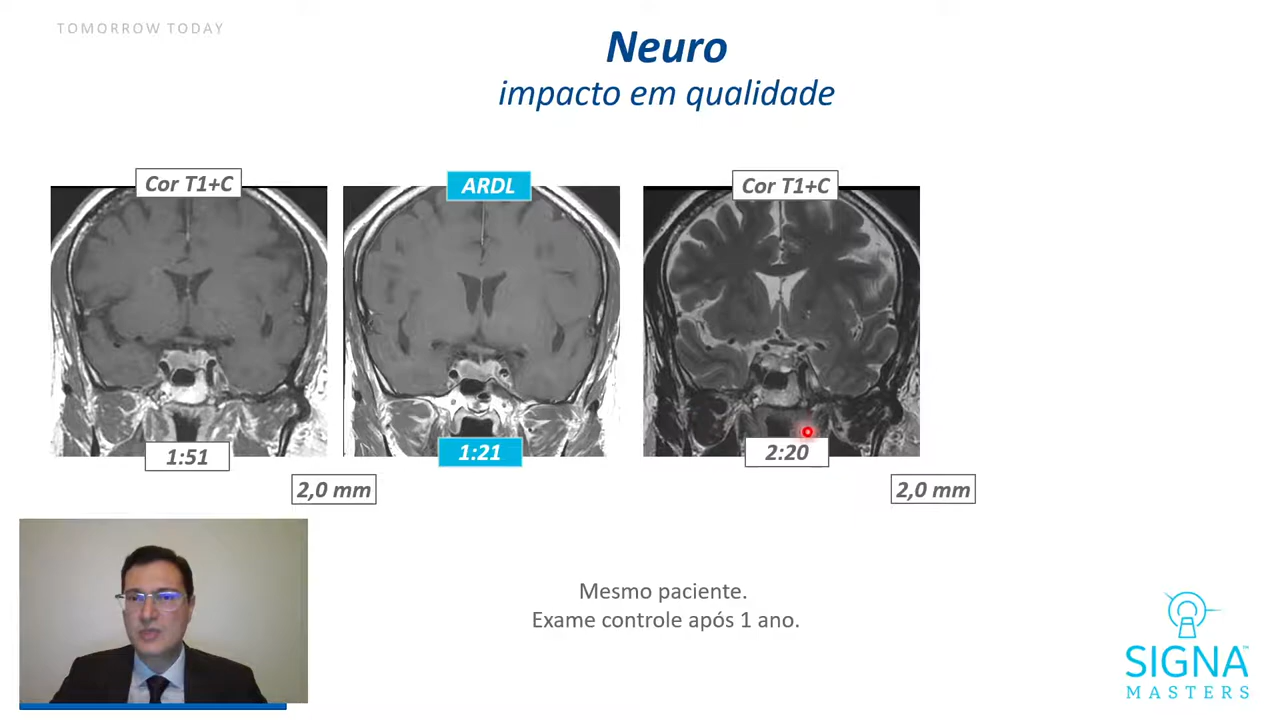 TOMORROW TODAY
Neuro
impacto em qualidade
Cor T1+C
ARDL
Cor T1+C
1:51
1:21
2:20
2,0 mm
2,0 mm
Mesmo paciente.
Exame controle após 1 ano.
SIGNA™
MASTERS